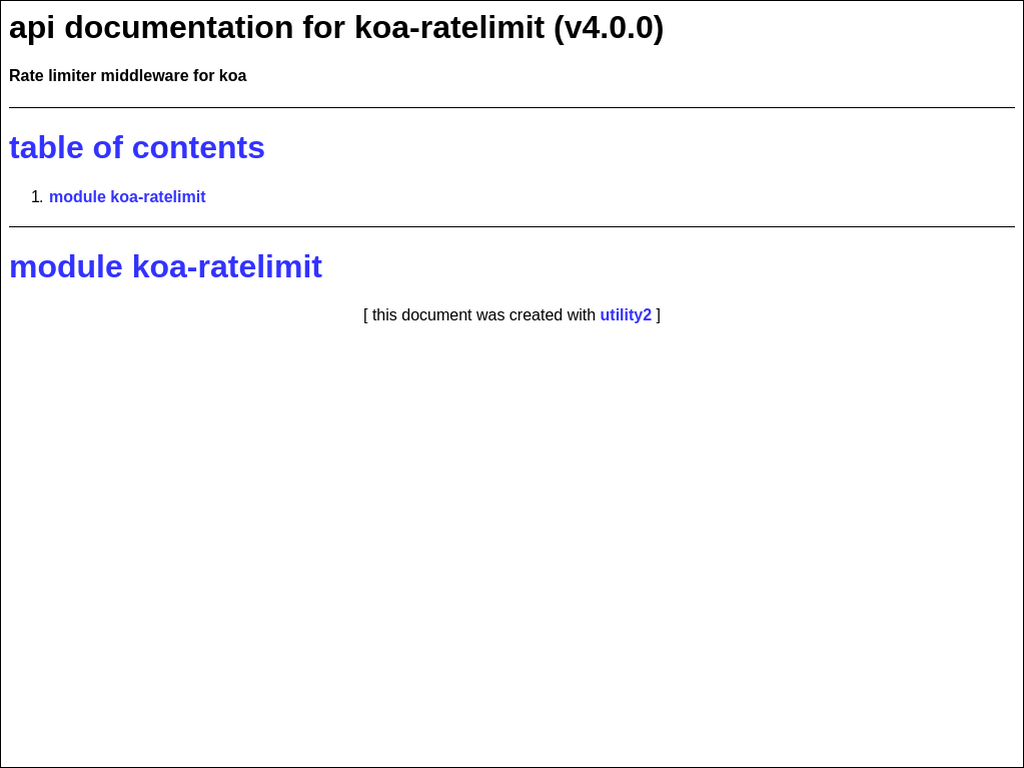 api documentation for koa-ratelimit (v4.0.0)
Rate limiter middleware for koa
table of contents
1. module koa-ratelimit
module koa-ratelimit
[ this document was created with utility2 ]